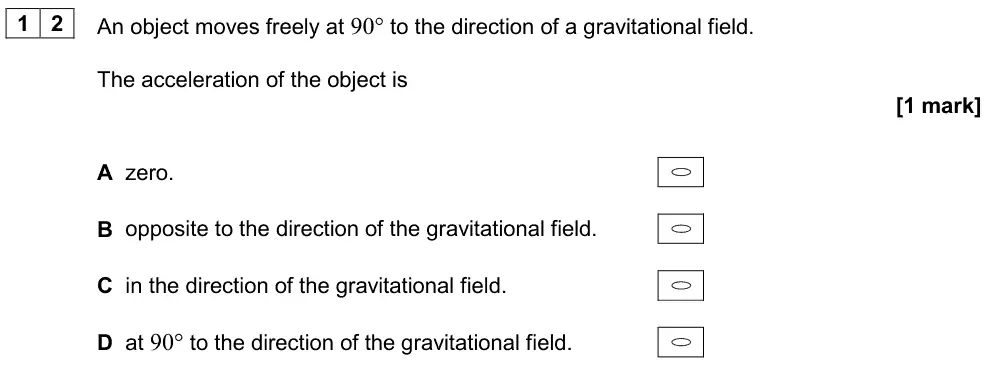 1 2 An object moves freely at 90° to the direction of a gravitational field.
The acceleration of the object is
[1 mark]
A zero.
B opposite to the direction of the gravitational field.
C in the direction of the gravitational field.
D at 90° to the direction of the gravitational field.